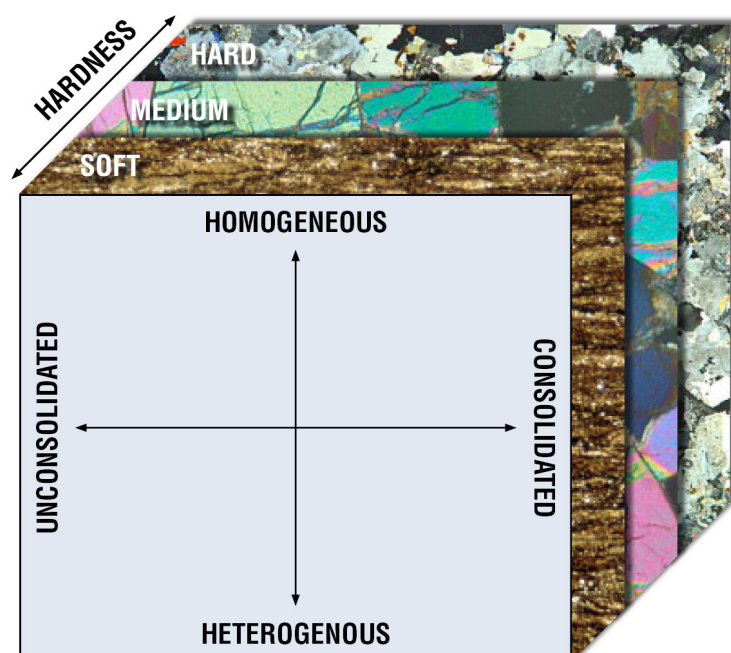 HARDNESS
HARD
MEDIUM
SOFT
HOMOGENEOUS
UNCONSOLIDATED
CONSOLIDATED
HETEROGENOUS